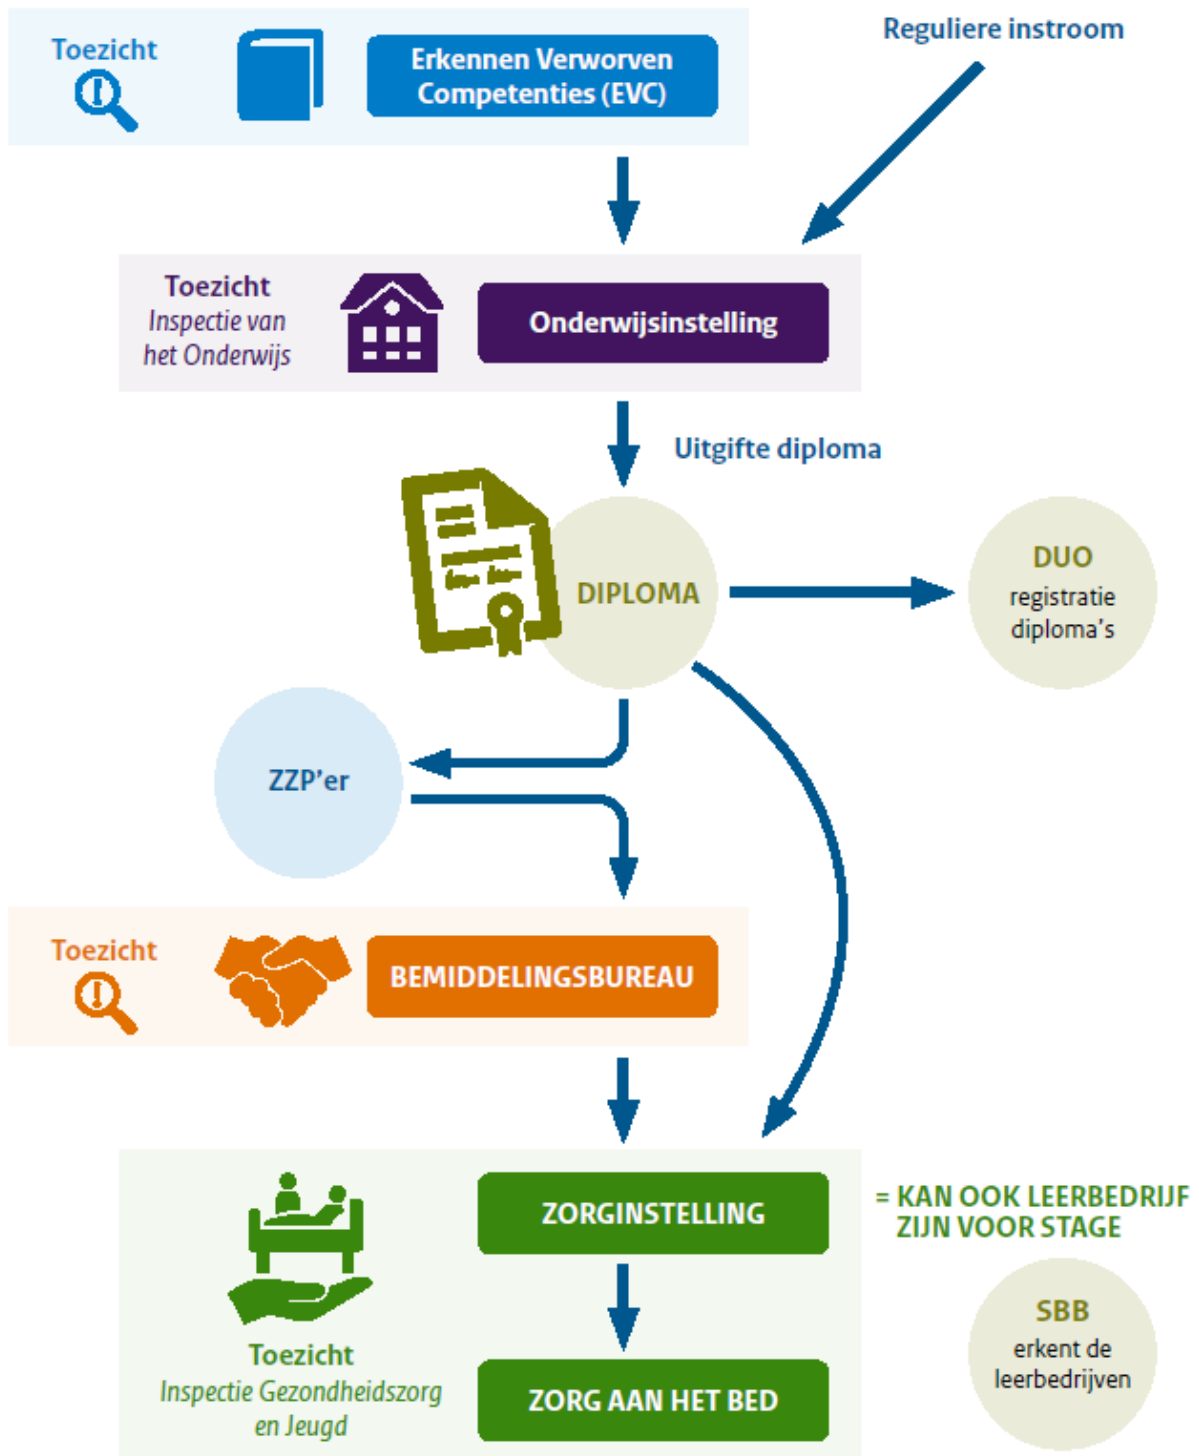 Toezicht
Erkennen Verworven
Competenties (EVC)
Reguliere instroom
Toezicht
Inspectie van
het Onderwijs
Onderwijsinstelling
Uitgifte diploma
DIPLOMA
DUO
registratie
diploma's
ZZP'er
Toezicht
BEMIDDELINGSBUREAU
ZORGINSTELLING
= KAN OOK LEERBEDRIJF
ZIJN VOOR STAGE
SBB
erkent de
leerbedrijven
Toezicht
Inspectie Gezondheidszorg
en Jeugd
ZORG AAN HET BED